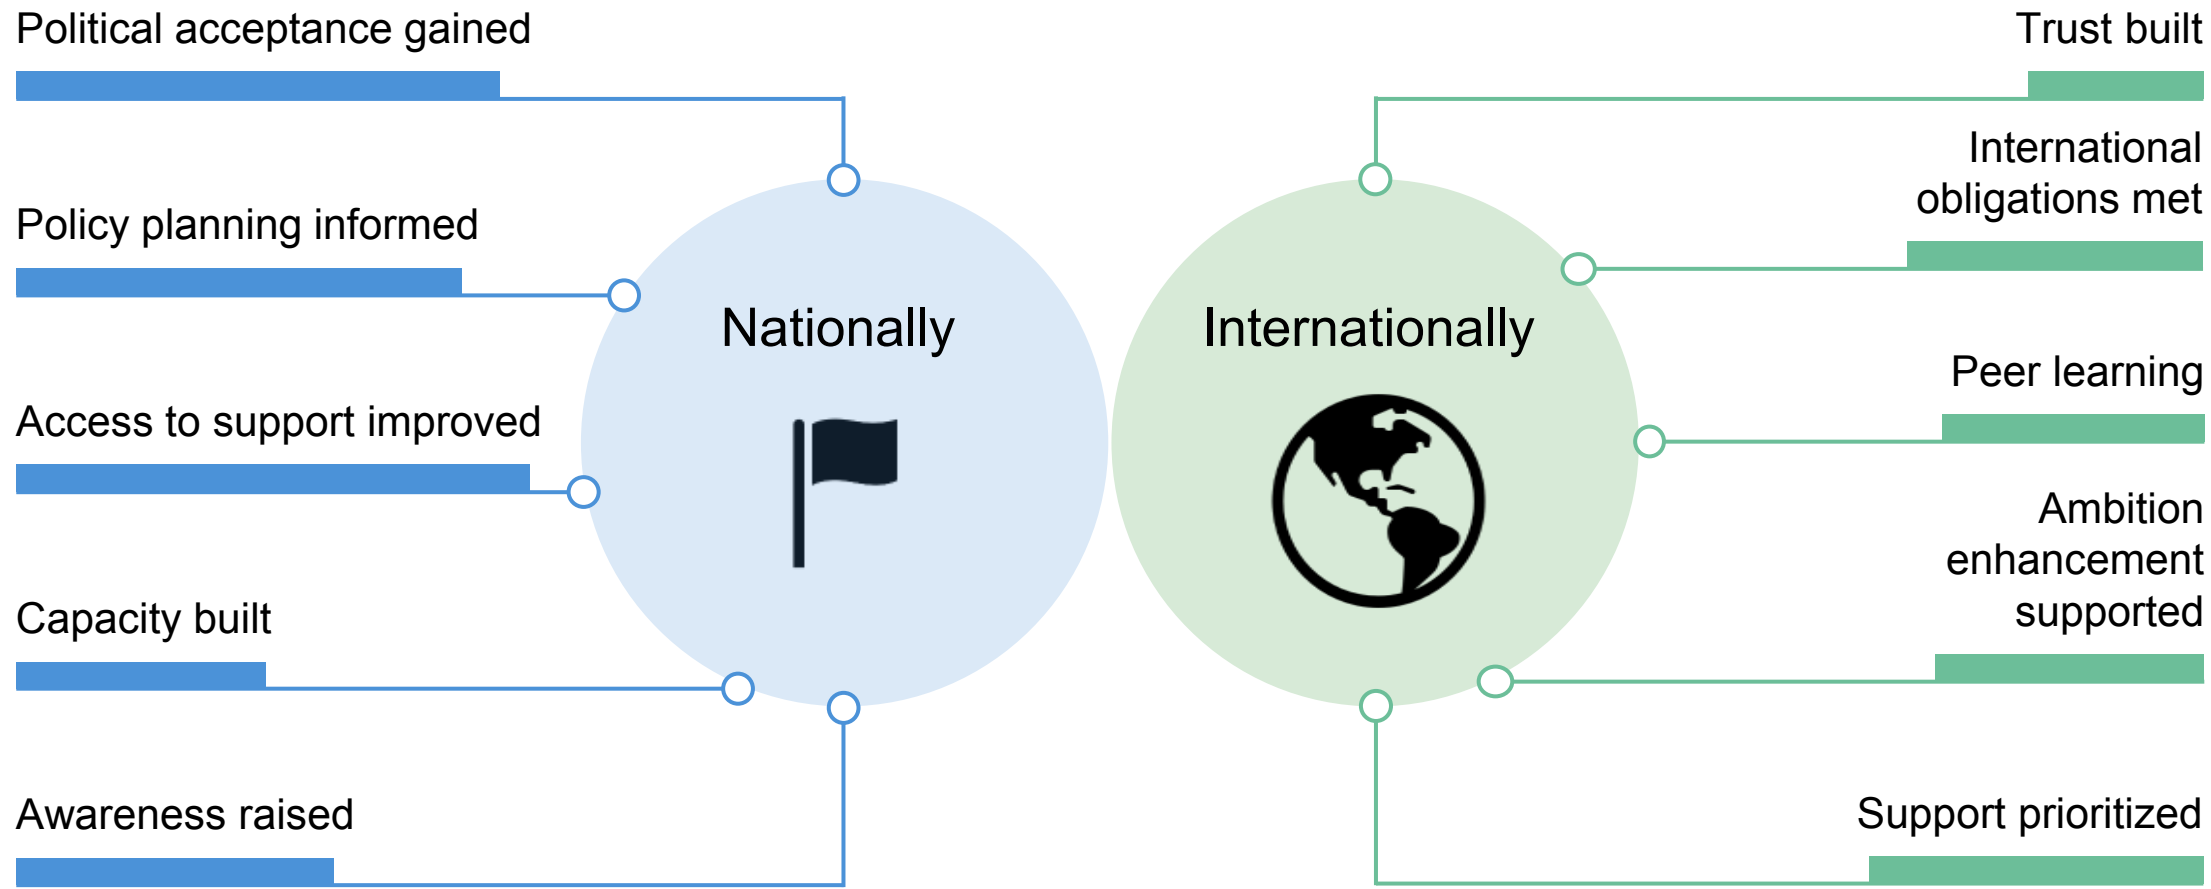 Political acceptance gained
Policy planning informed
Access to support improved
Capacity built
Awareness raised
Nationally
Internationally
Trust built
International
obligations met
Peer learning
Ambition
enhancement
supported
Support prioritized